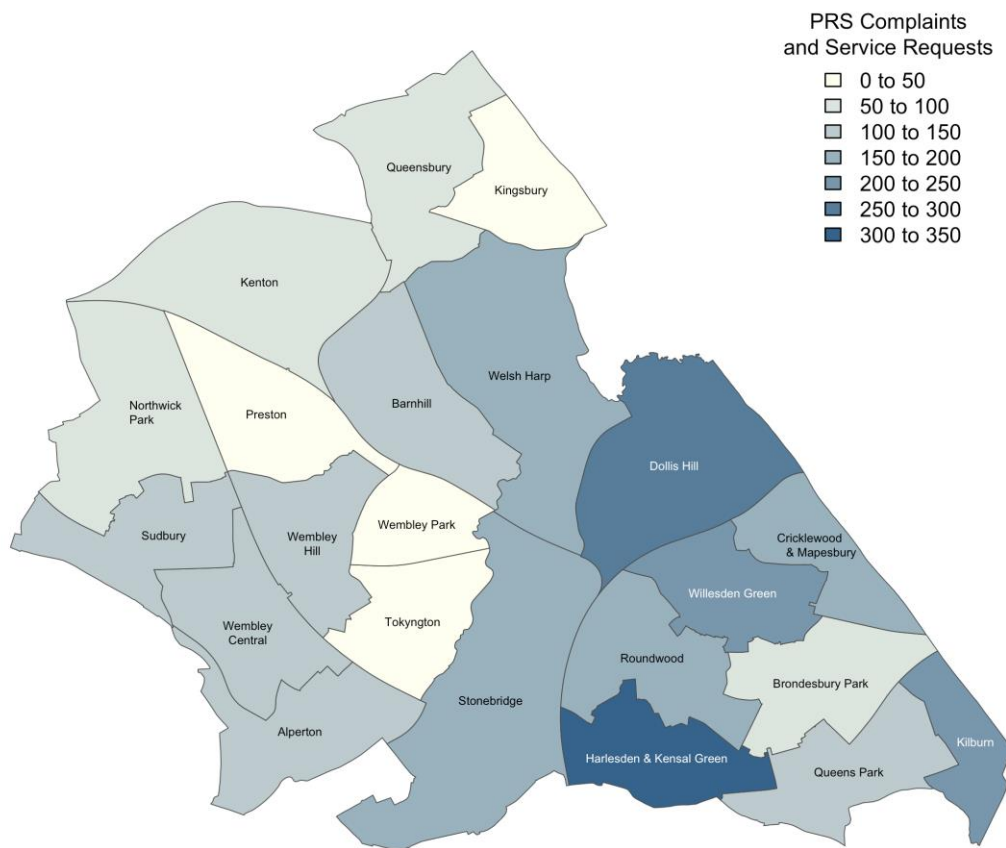 PRS Complaints
and Service Requests
0 to 50
50 to 100
100 to 150
150 to 200
200 to 250
250 to 300
300 to 350
Queensbury
Kingsbury
Kenton
Welsh Harp
Northwick
Park
Preston
Barnhill
Dollis Hill
Sudbury
Wembley
Hill
Wembley Park
Cricklewood
& Mapesbury
Willesden Green
Wembley
Central
Tokyngton
Roundwood
Brondesbury Park
Stonebridge
Alperton
Harlesden & Kensal Green
Queens Park
Kilburn